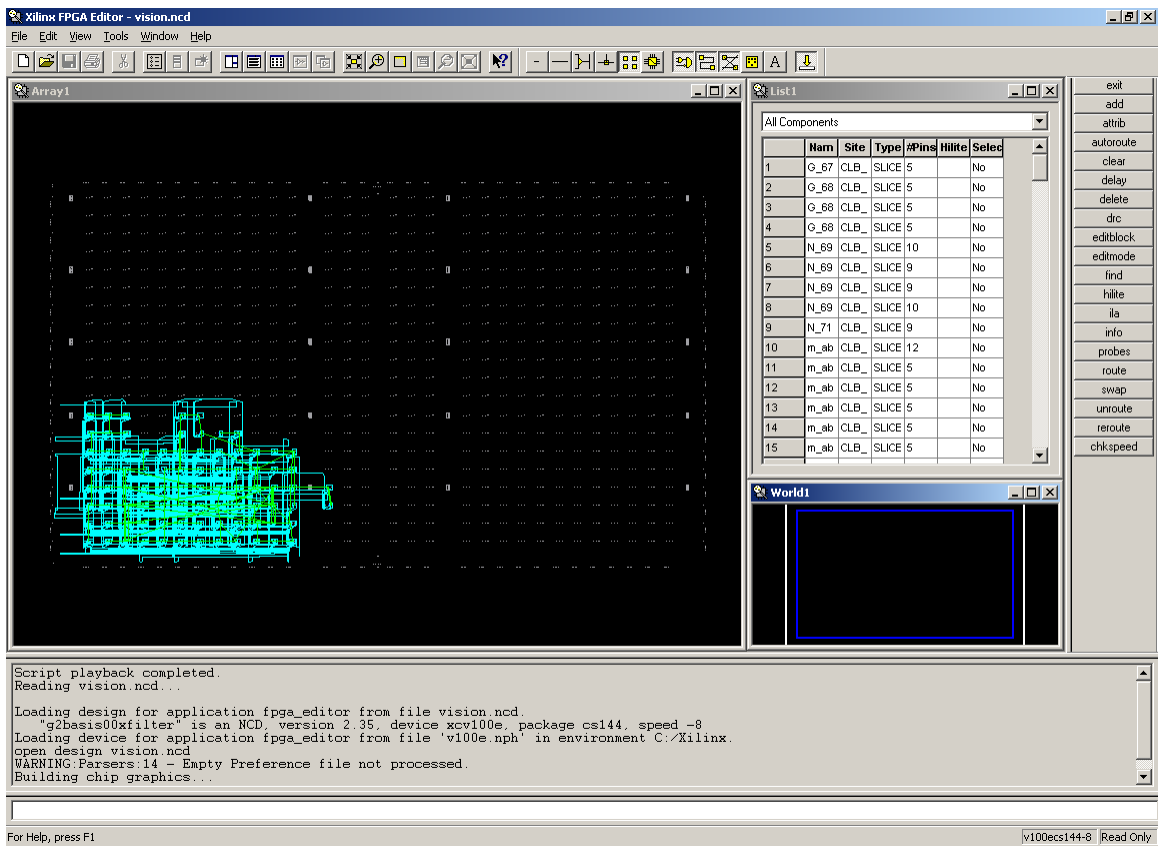 Xilinx FPGA Editor - vision.ncd
File Edit View Tools Window Help
A
Array1
List1
All Components
Nam Site Type #Pins Hilite Selec
1 G_67 CLB_ SLICE 5 No
2 G_68 CLB_ SLICE 5 No
3 G_68 CLB_ SLICE 5 No
4 G_68 CLB_ SLICE 5 No
5 N_69 CLB_ SLICE 10 No
6 N_69 CLB_ SLICE 9 No
7 N_69 CLB_ SLICE 9 No
8 N_69 CLB_ SLICE 10 No
9 N_71 CLB_ SLICE 9 No
10 m_ab CLB_ SLICE 12 No
11 m_ab CLB_ SLICE 5 No
12 m_ab CLB_ SLICE 5 No
13 m_ab CLB_ SLICE 5 No
14 m_ab CLB_ SLICE 5 No
15 m_ab CLB_ SLICE 5 No
World1
exit
add
attrib
autoroute
clear
delay
delete
drc
editblock
editmode
find
hilite
ila
info
probes
route
swap
unroute
reroute
chkspeed
Script playback completed.
Reading vision.ncd...
Loading design for application fpga_editor from file vision.ncd.
"g2basis00xfilter" is an NCD, version 2.35, device xcv100e, package cs144, speed -8
Loading device for application fpga_editor from file 'v100e.nph' in environment C:/Xilinx.
open design vision.ncd
WARNING:Parsers:14 - Empty Preference file not processed.
Building chip graphics...
For Help, press F1
v100ecs144-8 Read Only